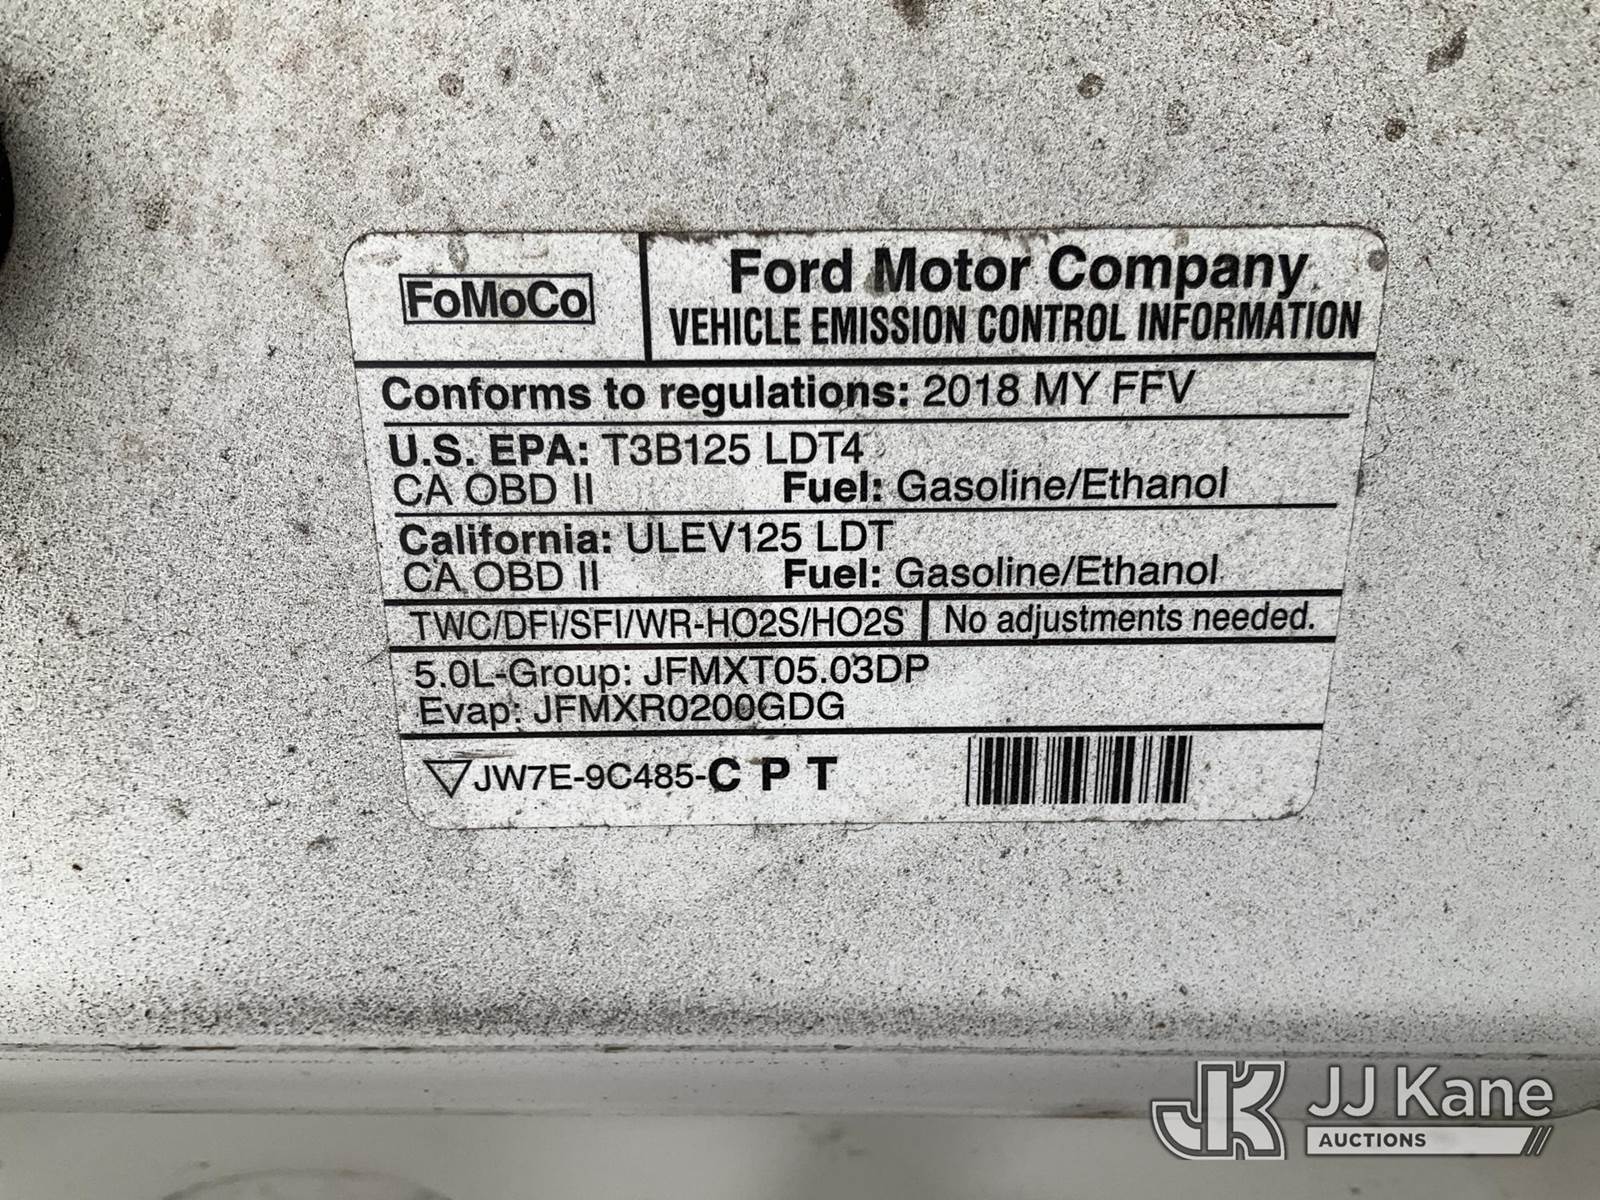 FoMoCo
Ford Motor Company
VEHICLE EMISSION CONTROL INFORMATION
Conforms to regulations: 2018 MY FFV
U.S. EPA: T3B125 LDT4
CA OBD II Fuel: Gasoline/Ethanol
California: ULEV125 LDT
CA OBD II Fuel: Gasoline/Ethanol
TWC/DFI/SFI/WR-HO2S/HO2S No adjustments needed.
5.0L-Group: JFMXT05.03DP
Evap: JFMXR0200GDG
JW7E-9C485-C P T
JK JJ Kane
AUCTIONS